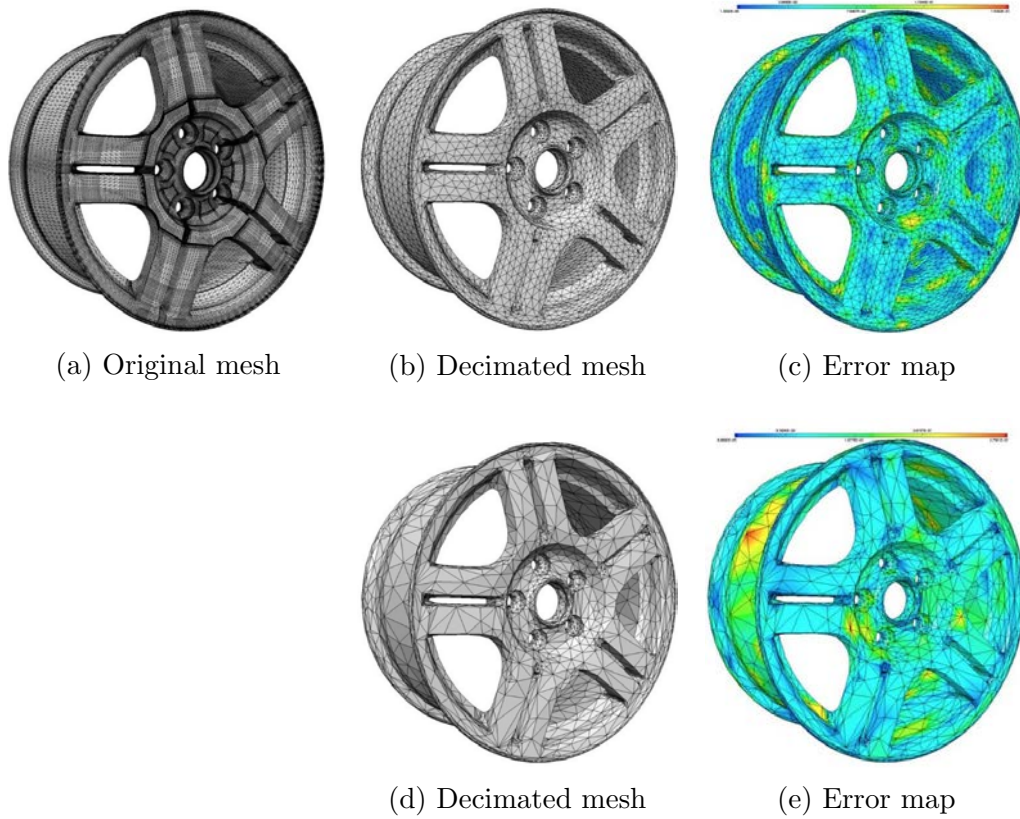 (a) Original mesh
(b) Decimated mesh
(c) Error map
(d) Decimated mesh
(e) Error map